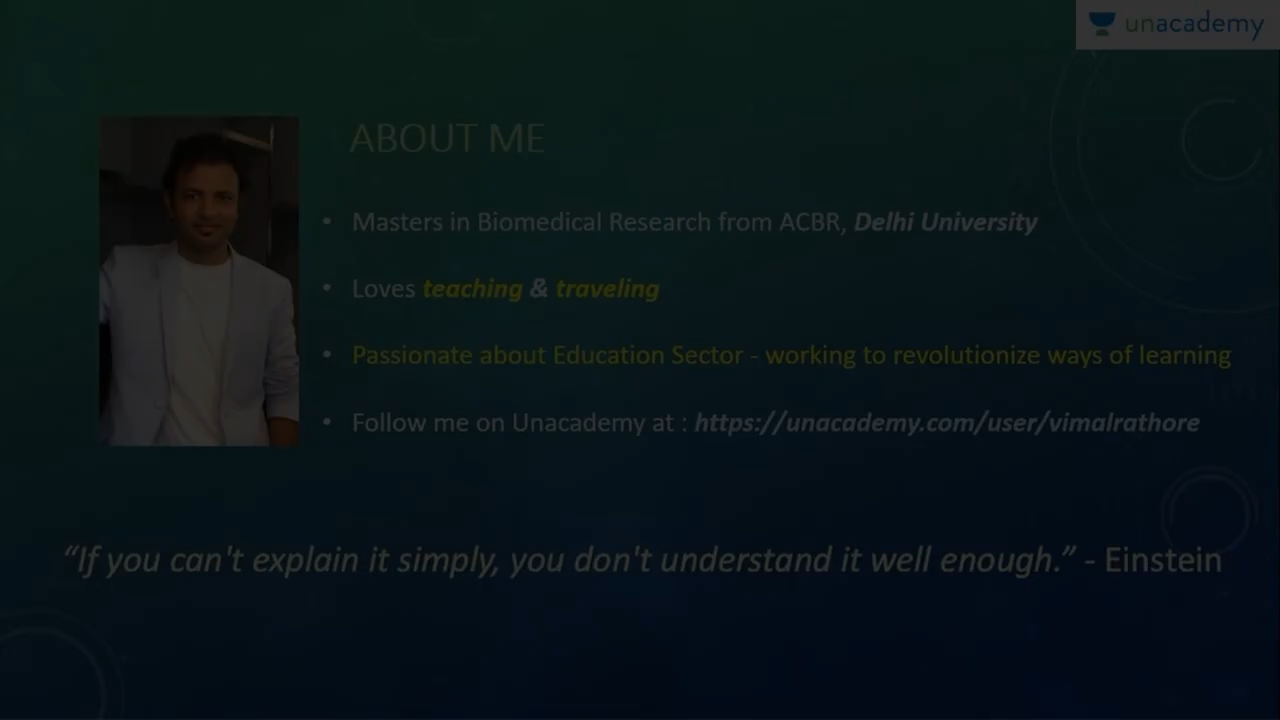 unacademy
ABOUT ME
• Masters in Biomedical Research from ACBR, Delhi University
• Loves teaching & traveling
• Passionate about Education Sector - working to revolutionize ways of learning
• Follow me on Unacademy at : https://unacademy.com/user/vimalrathore
“If you can't explain it simply, you don't understand it well enough.” - Einstein